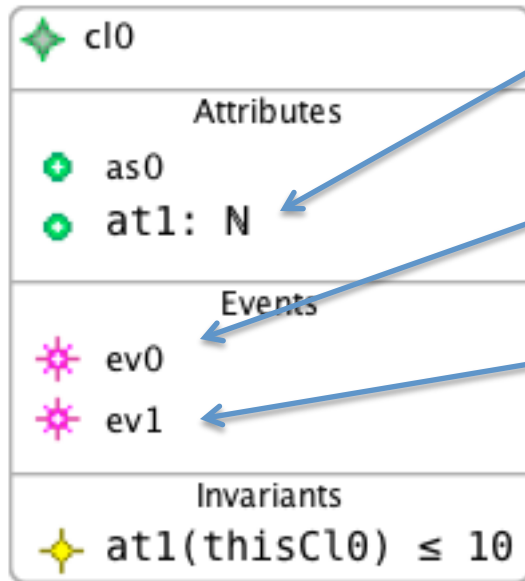 cl0
Attributes
as0
at1: ℕ
Events
ev0
ev1
Invariants
at1(thisCl0) ≤ 10